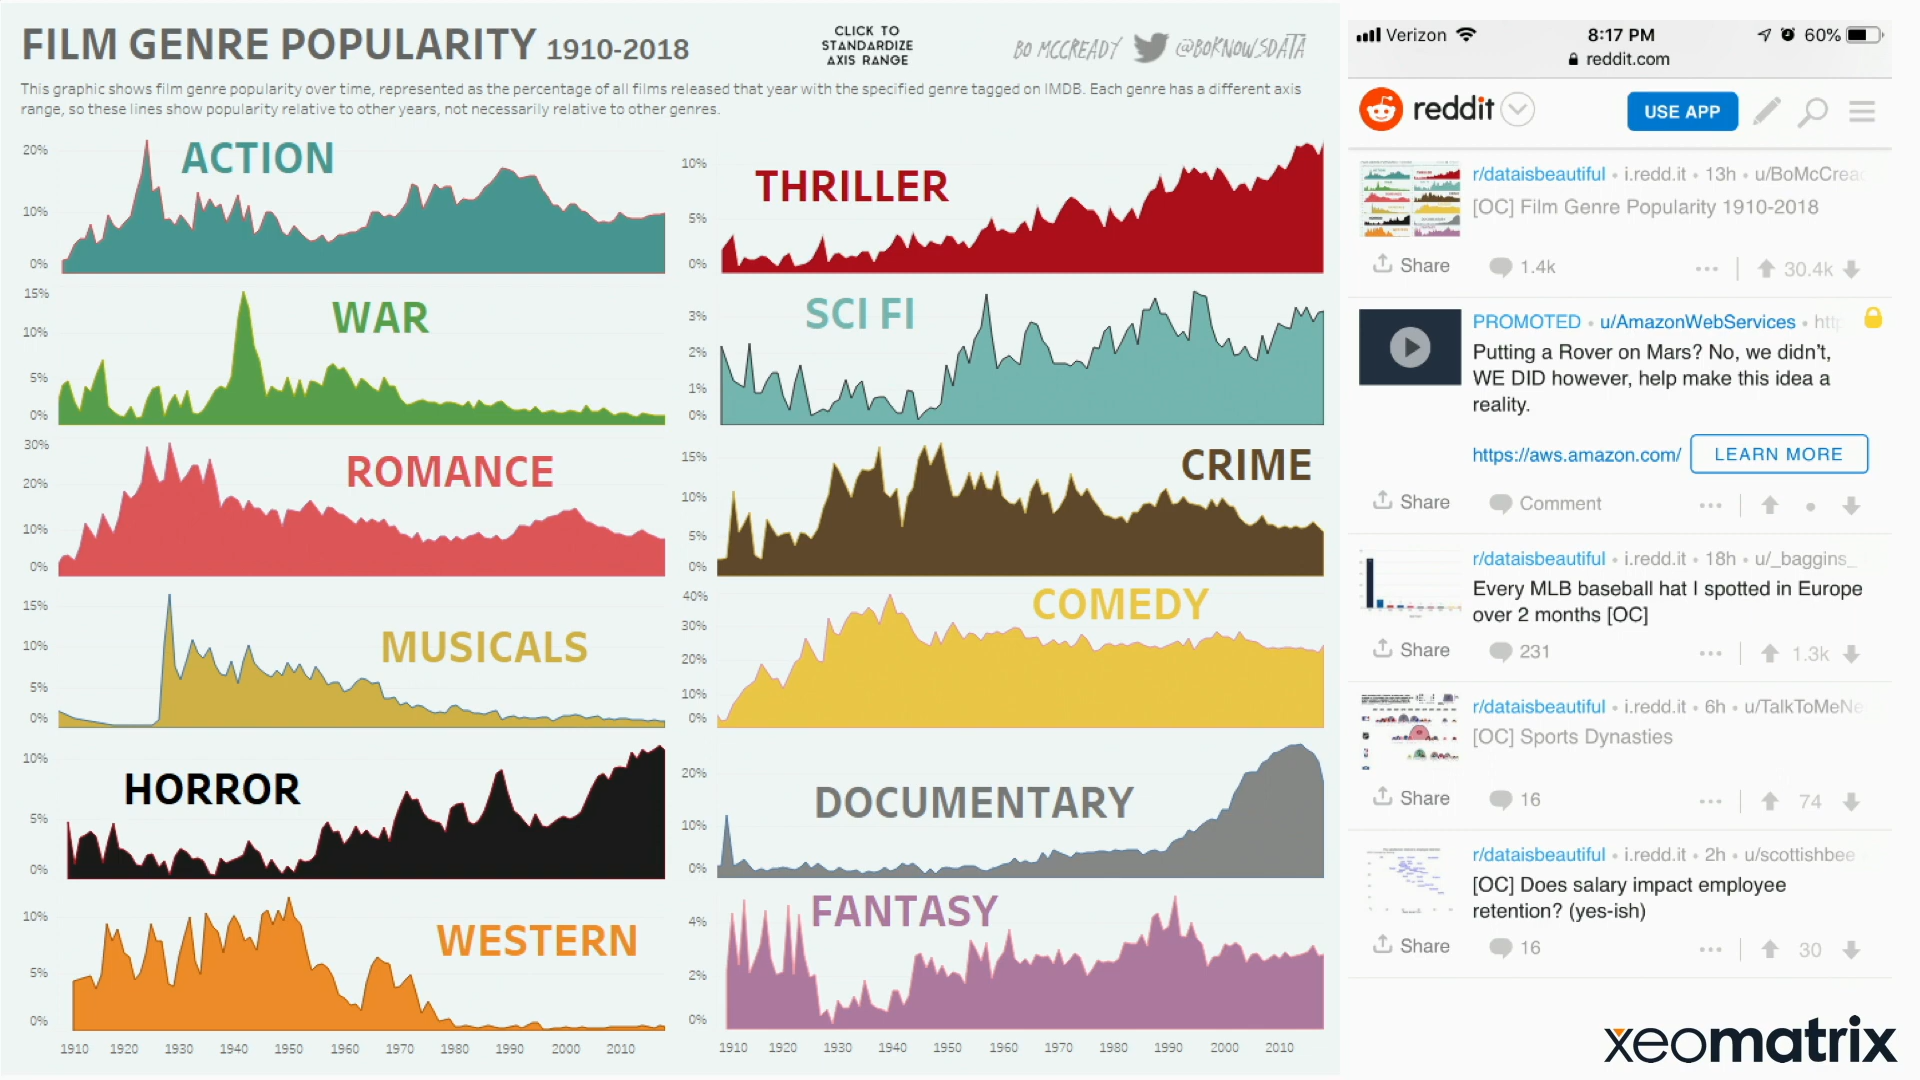 FILM GENRE POPULARITY 1910-2018
CLICK TO
STANDARDIZE
AXIS RANGE
BO MCCREADY @BOKNOWSDATA
This graphic shows film genre popularity over time, represented as the percentage of all films released that year with the specified genre tagged on IMDB. Each genre has a different axis
range, so these lines show popularity relative to other years, not necessarily relative to other genres.
ACTION
20%
10%
0%
THRILLER
10%
5%
0%
WAR
15%
10%
5%
0%
SCI FI
3%
2%
1%
0%
ROMANCE
30%
20%
10%
0%
CRIME
15%
10%
5%
0%
MUSICALS
15%
10%
5%
0%
COMEDY
40%
30%
20%
10%
0%
HORROR
10%
5%
0%
DOCUMENTARY
20%
10%
0%
WESTERN
10%
5%
0%
FANTASY
4%
2%
0%
1910 1920 1930 1940 1950 1960 1970 1980 1990 2000 2010
1910 1920 1930 1940 1950 1960 1970 1980 1990 2000 2010
Verizon 8:17 PM 60%
reddit.com
reddit USE APP
r/dataisbeautiful • i.redd.it • 13h • u/BoMcCread
[OC] Film Genre Popularity 1910-2018
Share 1.4k ••• 30.4k
PROMOTED • u/AmazonWebServices • http
Putting a Rover on Mars? No, we didn't,
WE DID however, help make this idea a
reality.
https://aws.amazon.com/ LEARN MORE
Share Comment ••• •
r/dataisbeautiful • i.redd.it • 18h • u/_baggins_
Every MLB baseball hat I spotted in Europe
over 2 months [OC]
Share 231 ••• 1.3k
r/dataisbeautiful • i.redd.it • 6h • u/TalkToMeNe
[OC] Sports Dynasties
Share 16 ••• 74
r/dataisbeautiful • i.redd.it • 2h • u/scottishbee
[OC] Does salary impact employee
retention? (yes-ish)
Share 16 ••• 30
xeomatrix